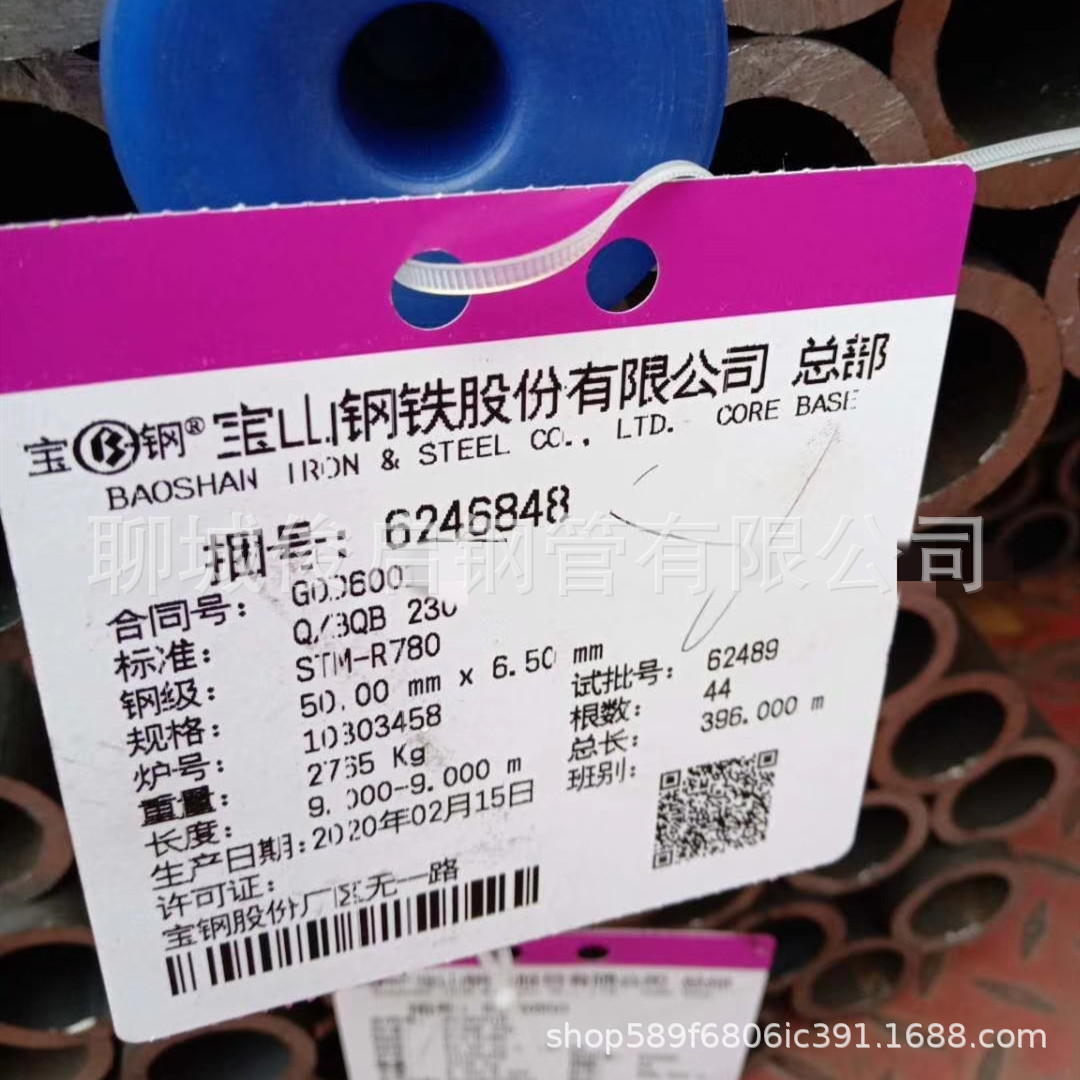 宝钢® 宝山钢铁股份有限公司 总部
BAOSHAN IRON & STEEL CO., LTD. CORE BASE
捆号: 6246848
合同号:
标准: Q/BQB 230
钢级: STM-R780
规格: 50.00 mm x 6.50 mm
炉号: 10303458
重量: 2765 Kg
长度: 9.000-9.000 m
生产日期: 2020年02月15日
许可证:
宝钢股份厂区无一路
试批号: 62489
根数: 44
总长: 396.000 m
班别:
聊城俊启钢管有限公司
shop589f6806ic391.1688.com